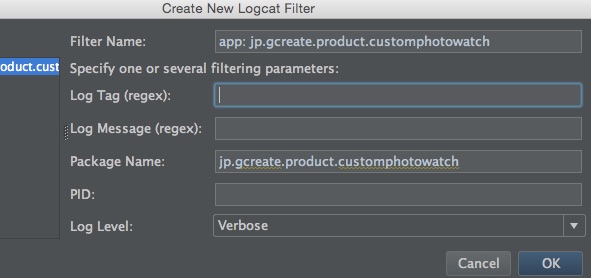 Create New Logcat Filter
Filter Name: app: jp.gcreate.product.customphotowatch
oduct.cust
Specify one or several filtering parameters:
Log Tag (regex):
Log Message (regex):
Package Name: jp.gcreate.product.customphotowatch
PID:
Log Level: Verbose
Cancel OK